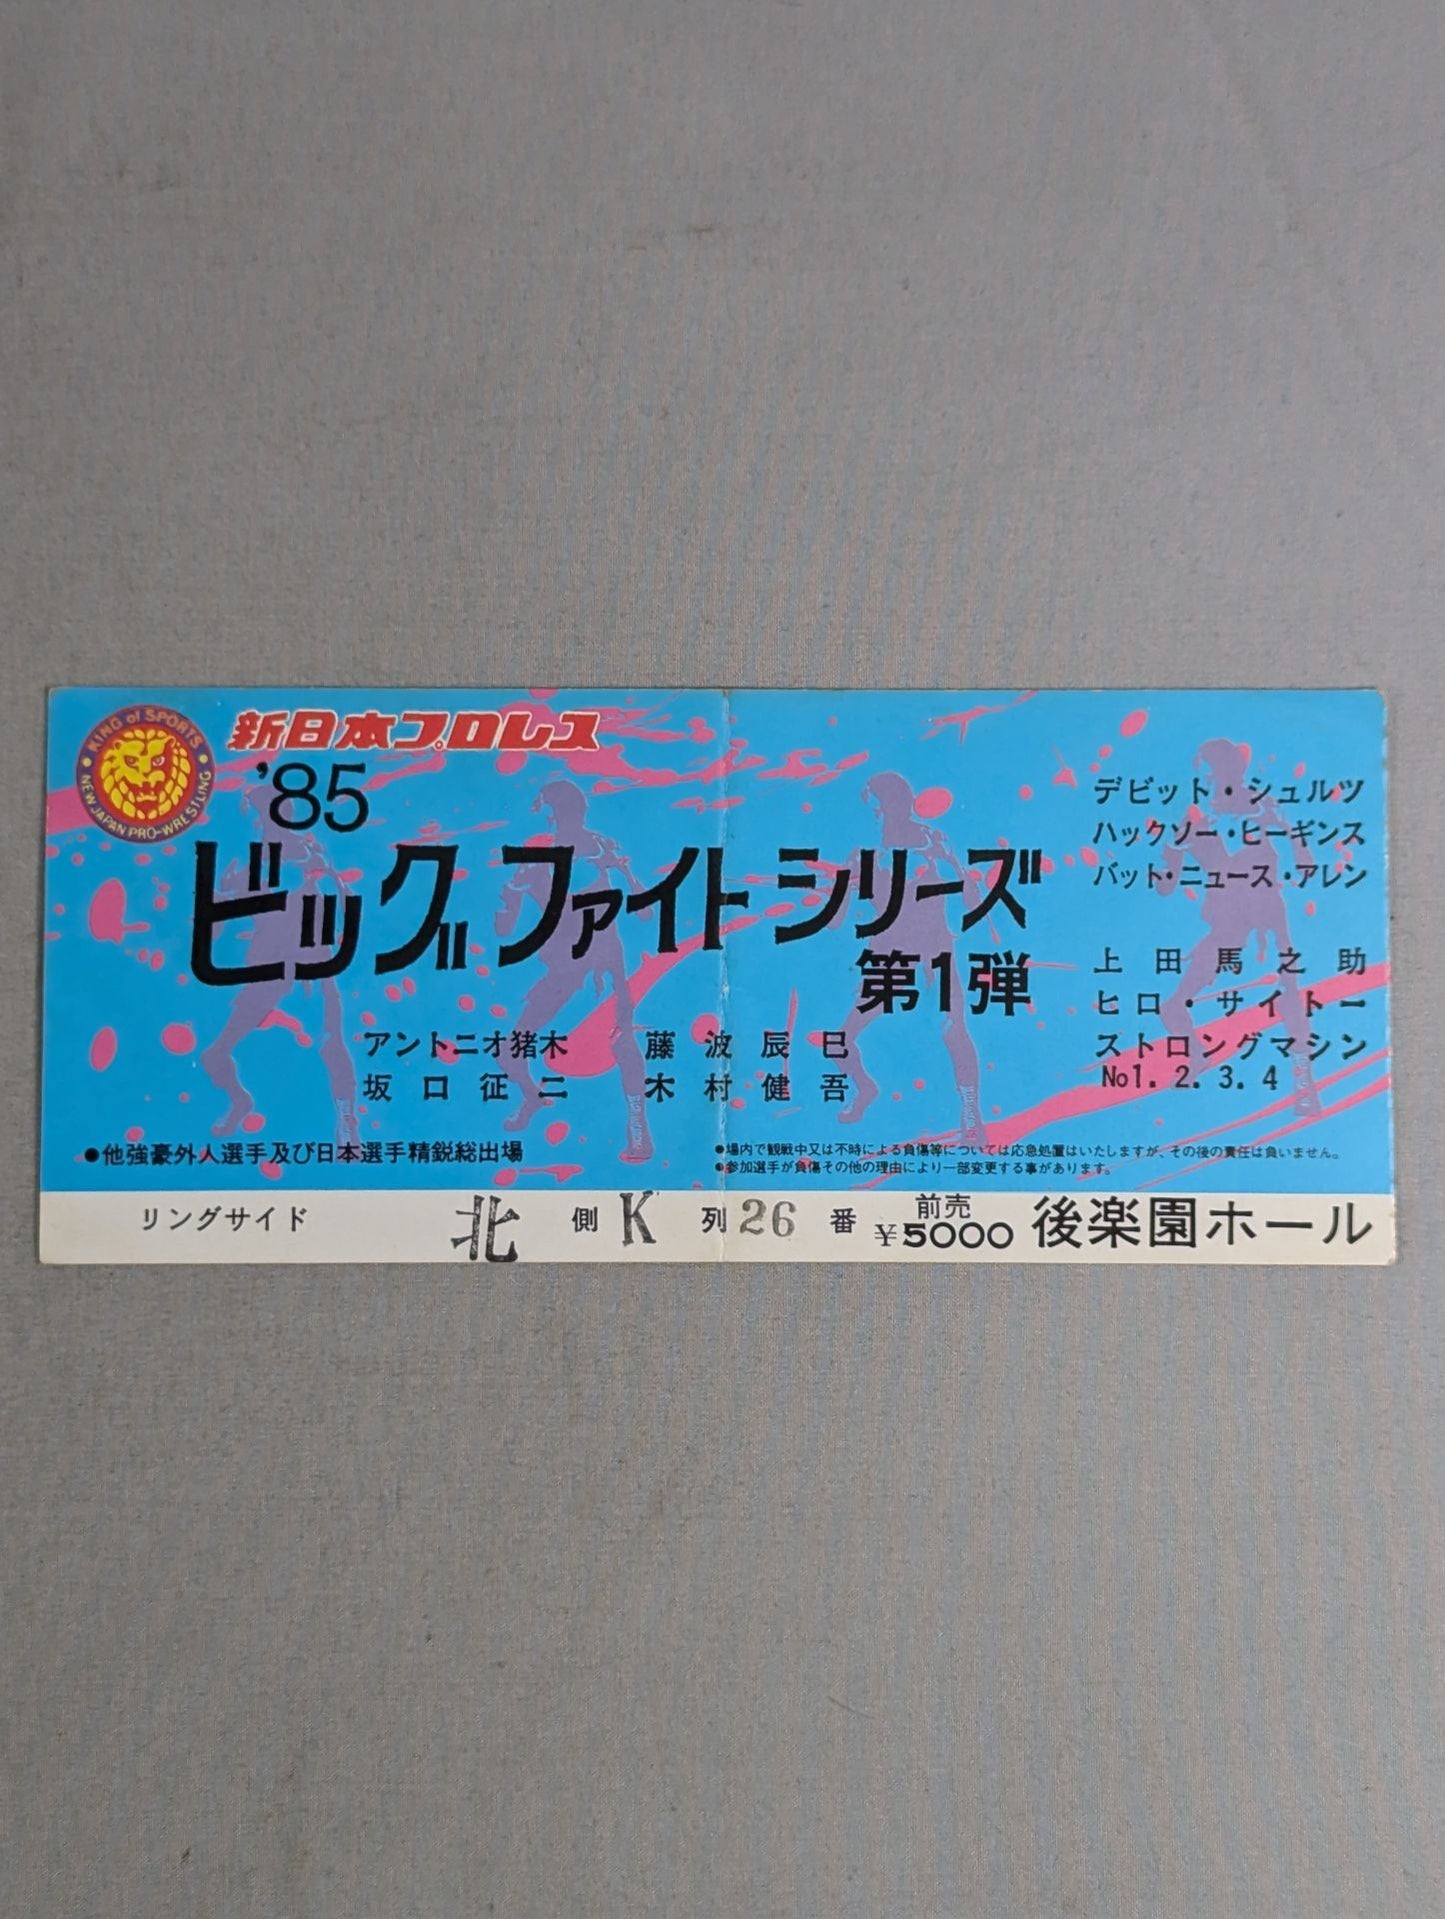 KING of SPORTS
NEW JAPAN PRO-WRESTLING
新日本プロレス
'85
ビッグファイトシリーズ
第1弾
アントニオ猪木 藤波辰巳
坂口征二 木村健吾
デビット・シュルツ
ハックソー・ヒーギンス
バット・ニュース・アレン
上田馬之助
ヒロ・サイトー
ストロングマシン
No1. 2. 3. 4
●他強豪外人選手及び日本選手精鋭総出場
●場内で観戦中又は不時による負傷等については応急処置はいたしますが、その後の責任は負いません。
●参加選手が負傷その他の理由により一部変更する事があります。
リングサイド 北 側 K 列 26 番 前売 ¥5000 後楽園ホール